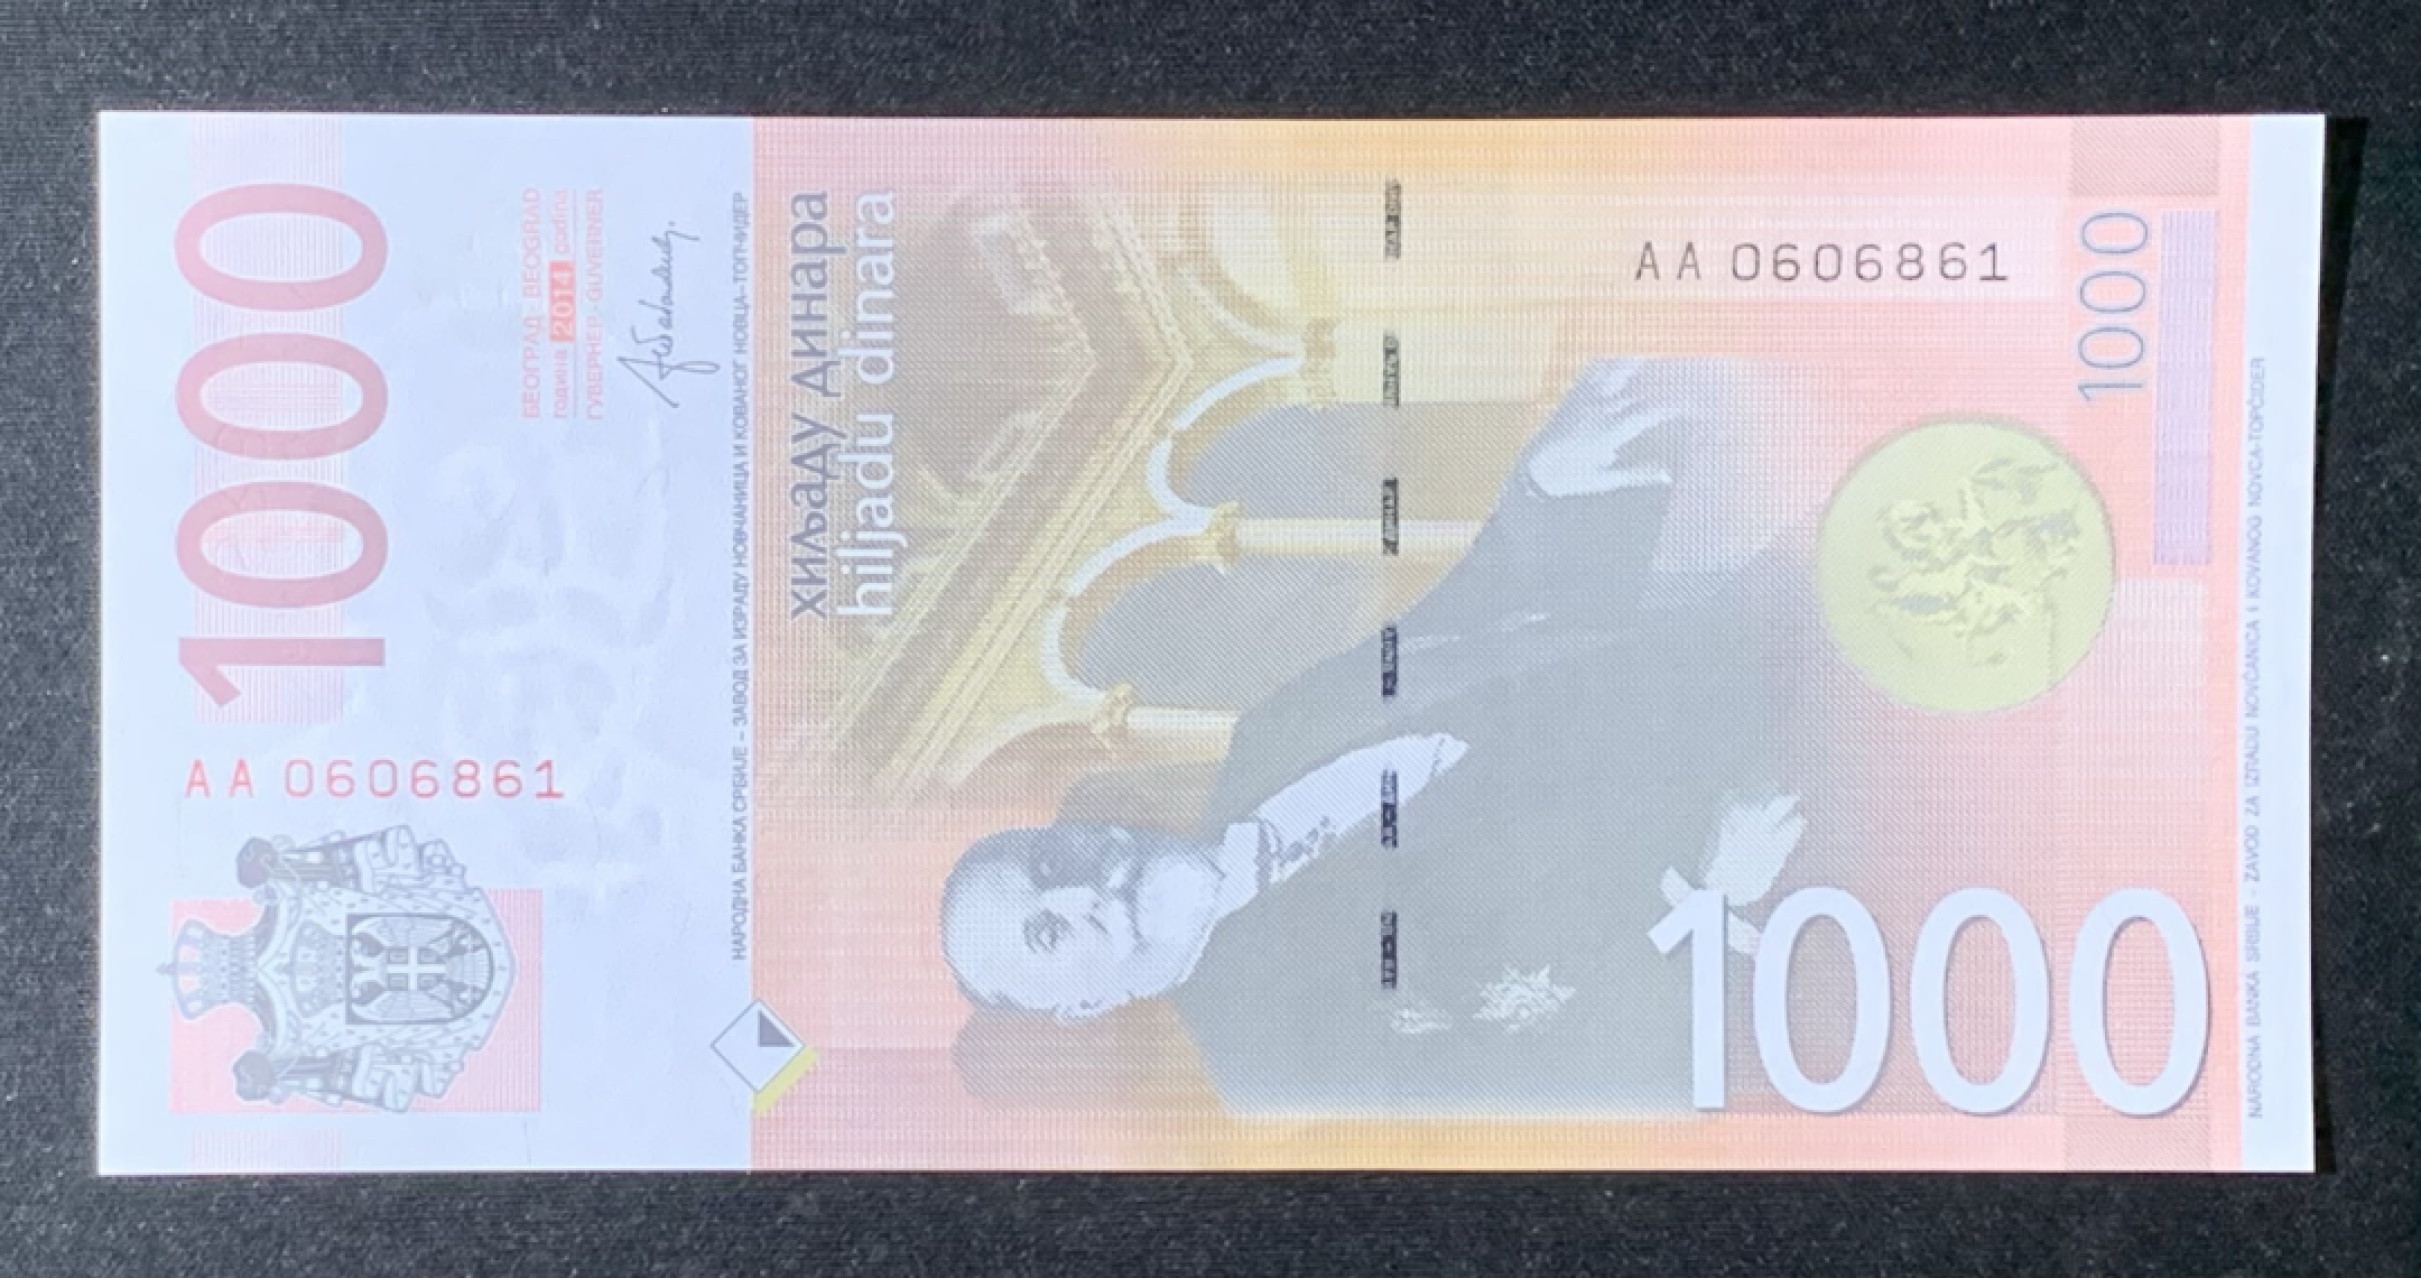 1000
БЕОГРАД - BEOGRAD
година 2014 godina
ГУВЕРНЕР - GUVERNER
AA 0606861
НАРОДНА БАНКА СРБИЈЕ – ЗАВОД ЗА ИЗРАДУ НОВЧАНИЦА И КОВАНОГ НОВЦА–ТОПЧИДЕР
хиљаду динара
hiljadu dinara
AA 0606861
1000
1000
NARODNA BANKA SRBIJE - ZAVOD ZA IZRADU NOVČANICA I KOVANOG NOVCA-TOPČIDER